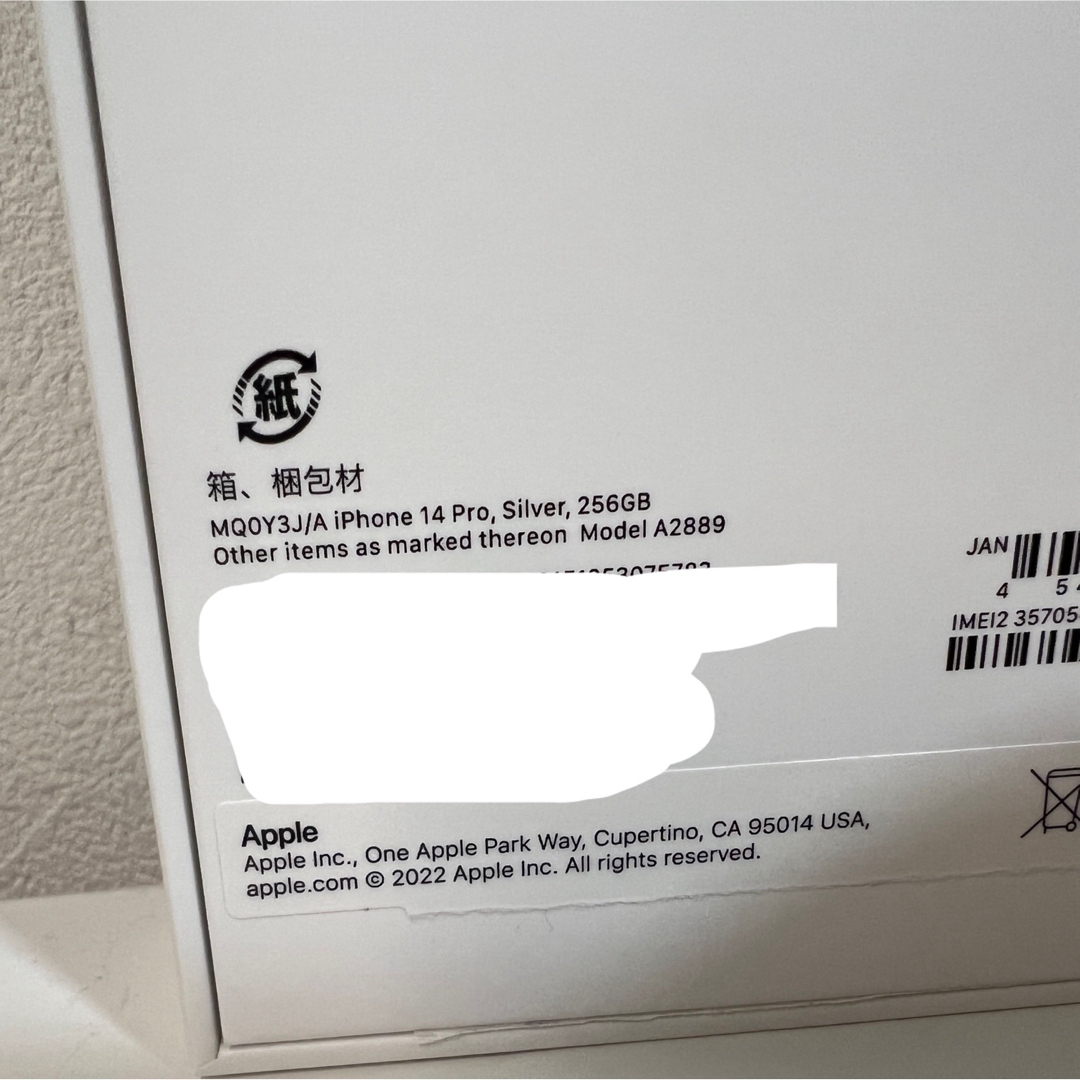 紙
箱、梱包材
MQ0Y3J/A iPhone 14 Pro, Silver, 256GB
Other items as marked thereon Model A2889
JAN
4 5
IMEI2 35705
Apple
Apple Inc., One Apple Park Way, Cupertino, CA 95014 USA,
apple.com © 2022 Apple Inc. All rights reserved.